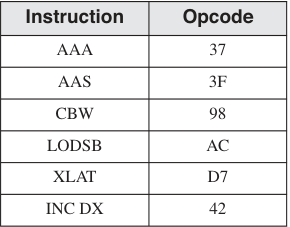 Instruction Opcode
AAA 37
AAS 3F
CBW 98
LODSB AC
XLAT D7
INC DX 42